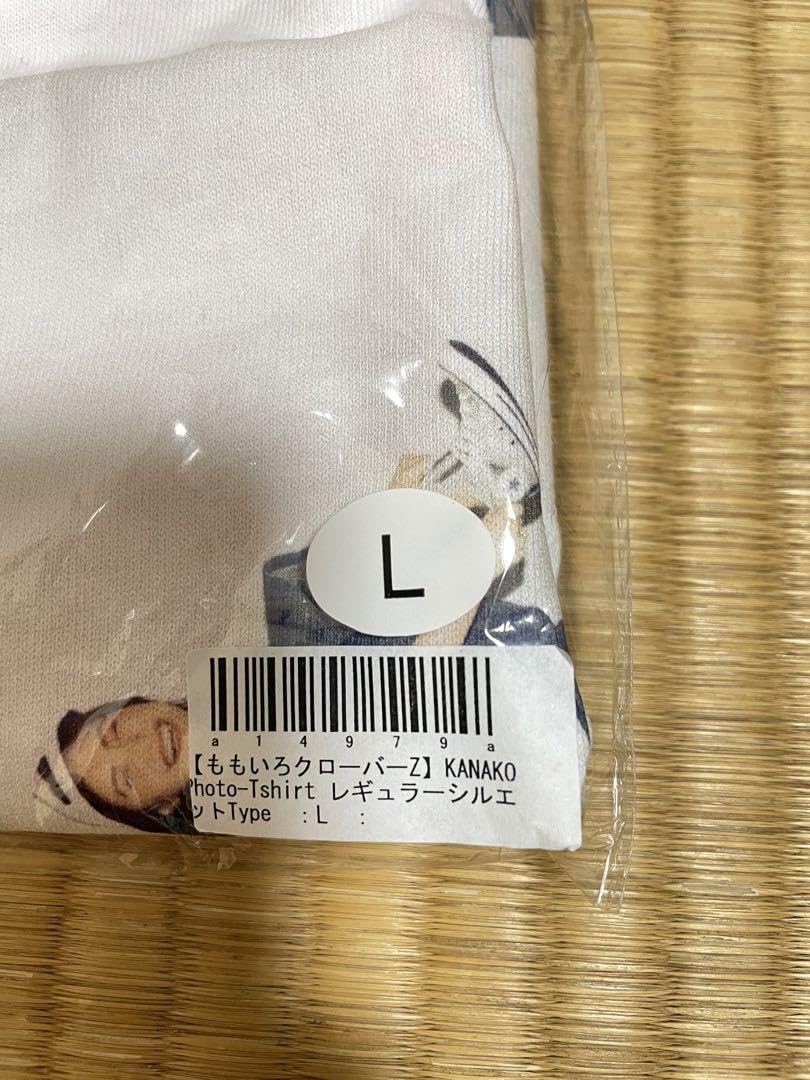 L
a14979a
【ももいろクローバーZ】KANAKO
Photo-Tshirt レギュラーシルエ
ットType :L :